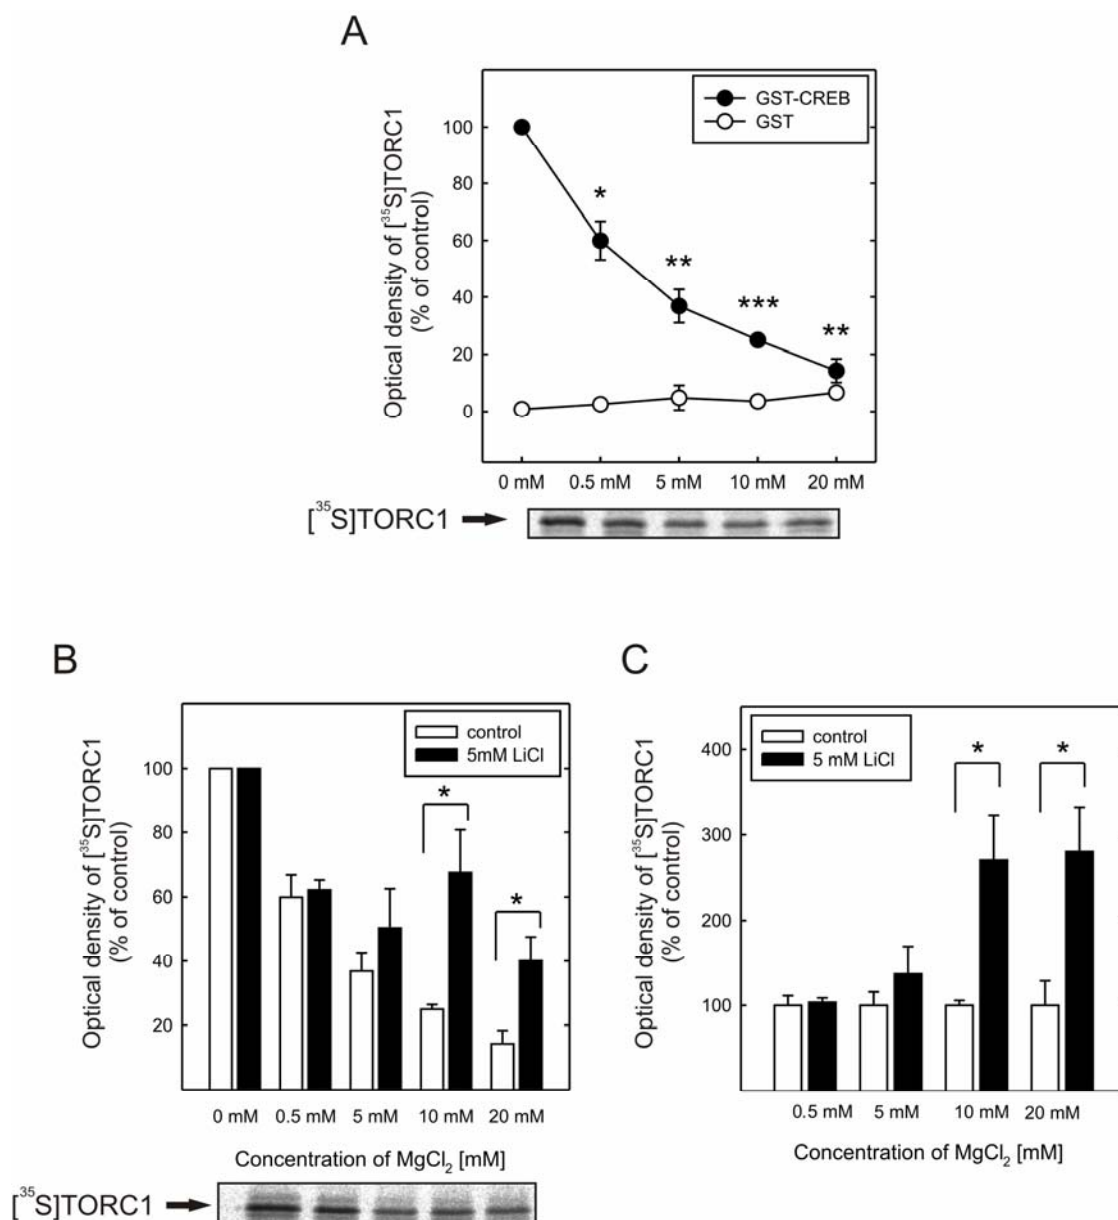 A
Optical density of [³⁵S]TORC1
(% of control)
100
80
60
40
20
0
GST-CREB
GST
*
**
***
**
0 mM 0.5 mM 5 mM 10 mM 20 mM
[³⁵S]TORC1
B
Optical density of [³⁵S]TORC1
(% of control)
100
80
60
40
20
control
5mM LiCl
*
*
0 mM 0.5 mM 5 mM 10 mM 20 mM
Concentration of MgCl₂ [mM]
[³⁵S]TORC1
C
Optical density of [³⁵S]TORC1
(% of control)
400
300
200
100
control
5 mM LiCl
*
*
0.5 mM 5 mM 10 mM 20 mM
Concentration of MgCl₂ [mM]